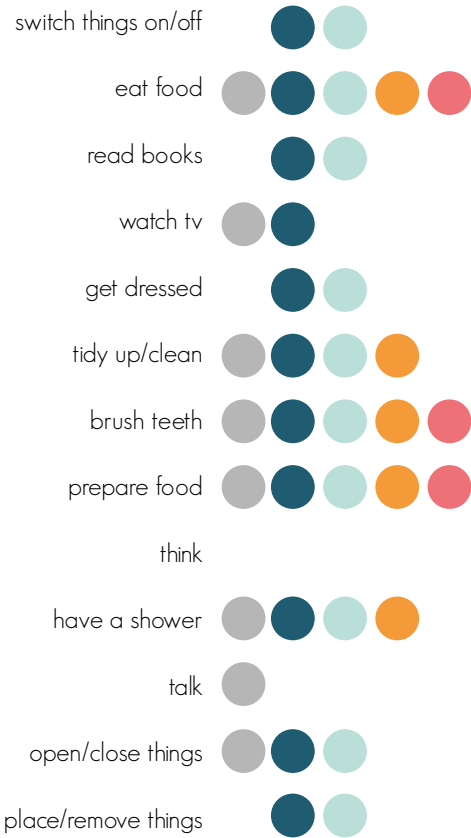 switch things on/off
eat food
read books
watch tv
get dressed
tidy up/clean
brush teeth
prepare food
think
have a shower
talk
open/close things
place/remove things